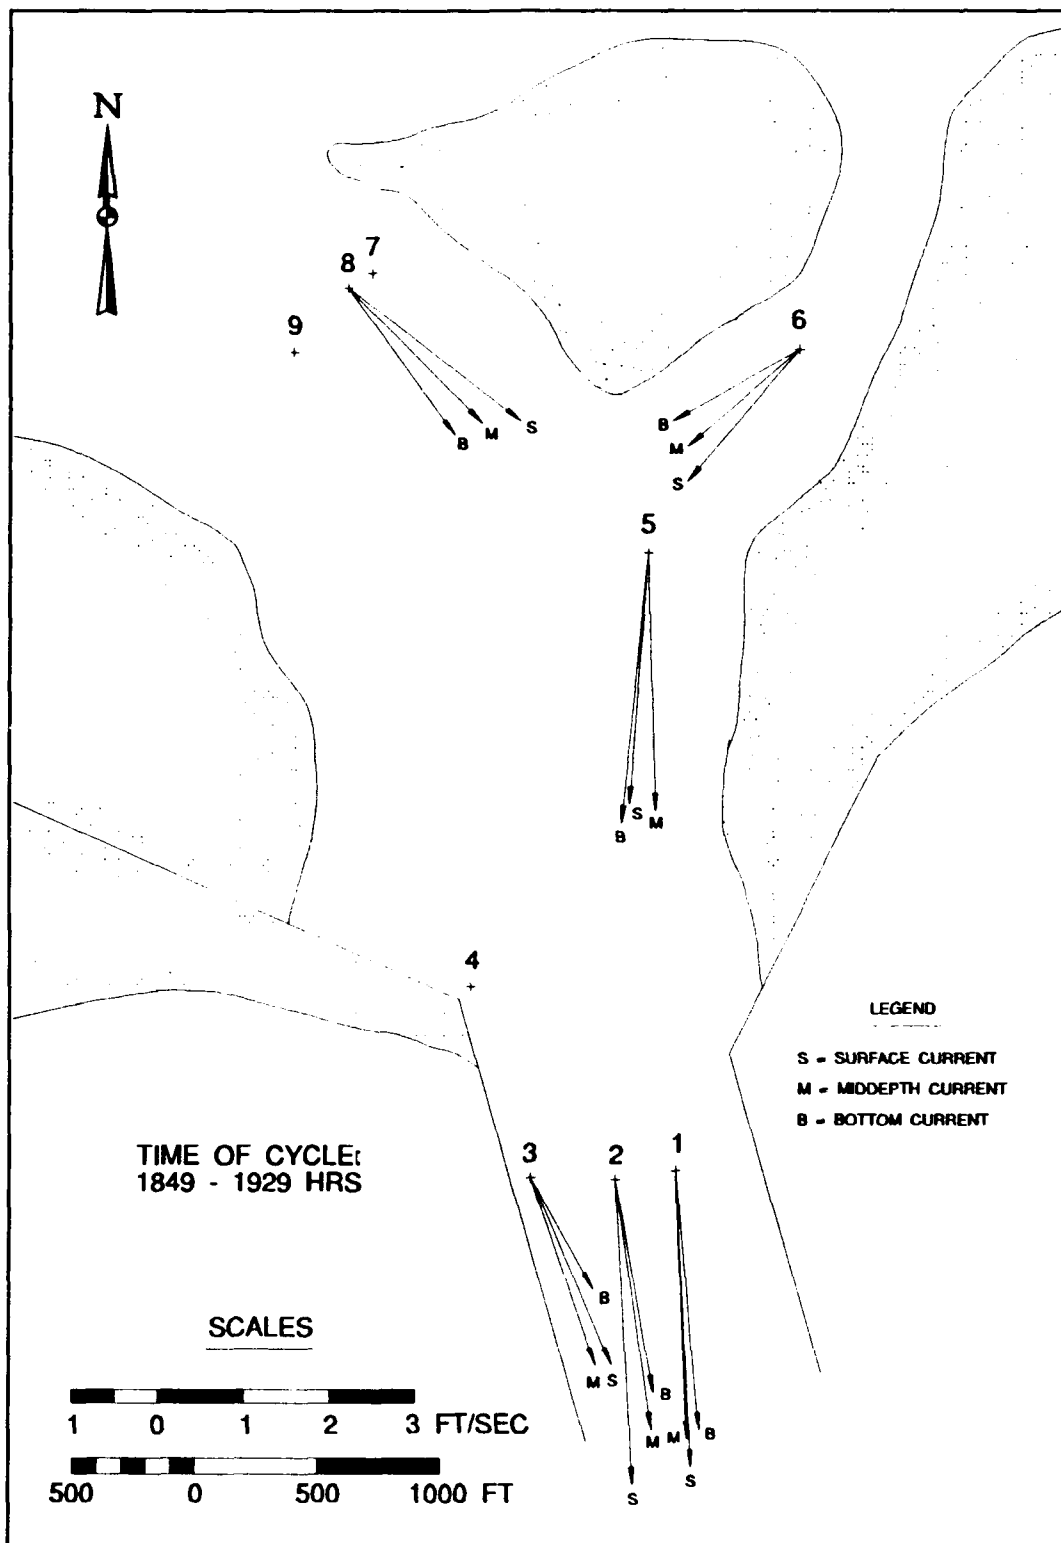 N
7
8
9
6
S
M
B
B
M
S
5
S
M
B
4
LEGEND
S = SURFACE CURRENT
M = MIDDEPTH CURRENT
B = BOTTOM CURRENT
TIME OF CYCLE:
1849 - 1929 HRS
3
2
1
B
M
S
B
M
M
B
S
S
SCALES
1 0 1 2 3 FT/SEC
500 0 500 1000 FT